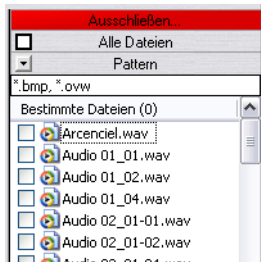 Ausschließen...
Alle Dateien
Pattern
*.bmp, *.ovw
Bestimmte Dateien (0)
Arcenciel.wav
Audio 01_01.wav
Audio 01_02.wav
Audio 01_04.wav
Audio 02_01-01.wav
Audio 02_01-02.wav